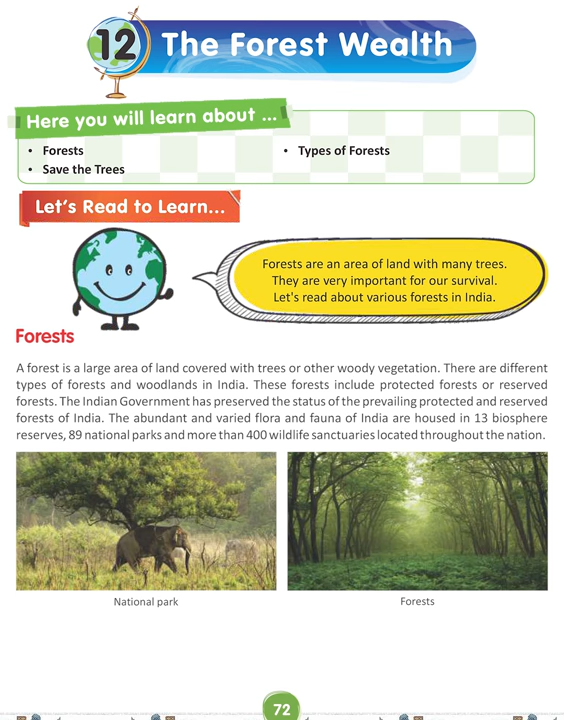 12 The Forest Wealth
Here you will learn about ...
• Forests
• Types of Forests
• Save the Trees
Let's Read to Learn...
Forests are an area of land with many trees.
They are very important for our survival.
Let's read about various forests in India.
Forests
A forest is a large area of land covered with trees or other woody vegetation. There are different
types of forests and woodlands in India. These forests include protected forests or reserved
forests. The Indian Government has preserved the status of the prevailing protected and reserved
forests of India. The abundant and varied flora and fauna of India are housed in 13 biosphere
reserves, 89 national parks and more than 400 wildlife sanctuaries located throughout the nation.
National park
Forests
72